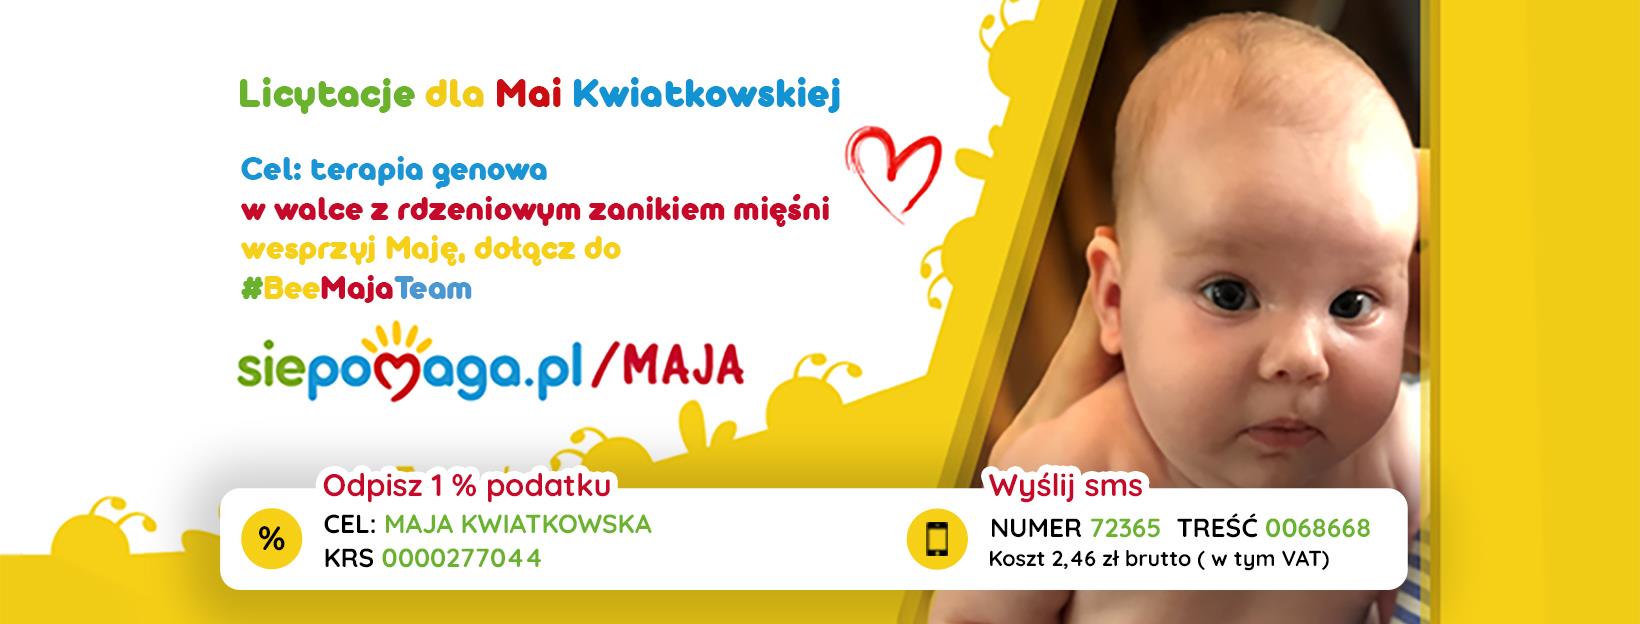 Licytacje dla Mai Kwiatkowskiej
Cel: terapia genowa
w walce z rdzeniowym zanikiem mięśni
wesprzyj Maję, dołącz do
#BeeMajaTeam
siepomaga.pl/MAJA
Odpisz 1% podatku
% CEL: MAJA KWIATKOWSKA
KRS 0000277044
Wyślij sms
NUMER 72365 TREŚĆ 0068668
Koszt 2,46 zł brutto ( w tym VAT)